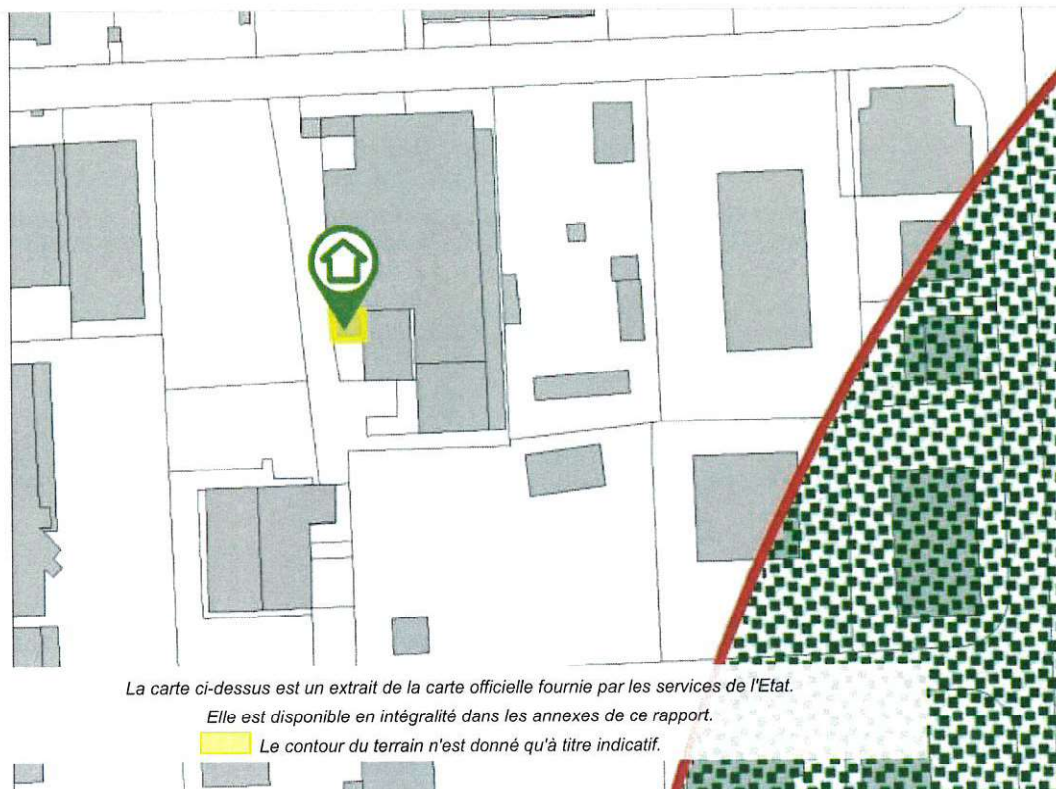 La carte ci-dessus est un extrait de la carte officielle fournie par les services de l'Etat.
Elle est disponible en intégralité dans les annexes de ce rapport.
Le contour du terrain n'est donné qu'à titre indicatif.